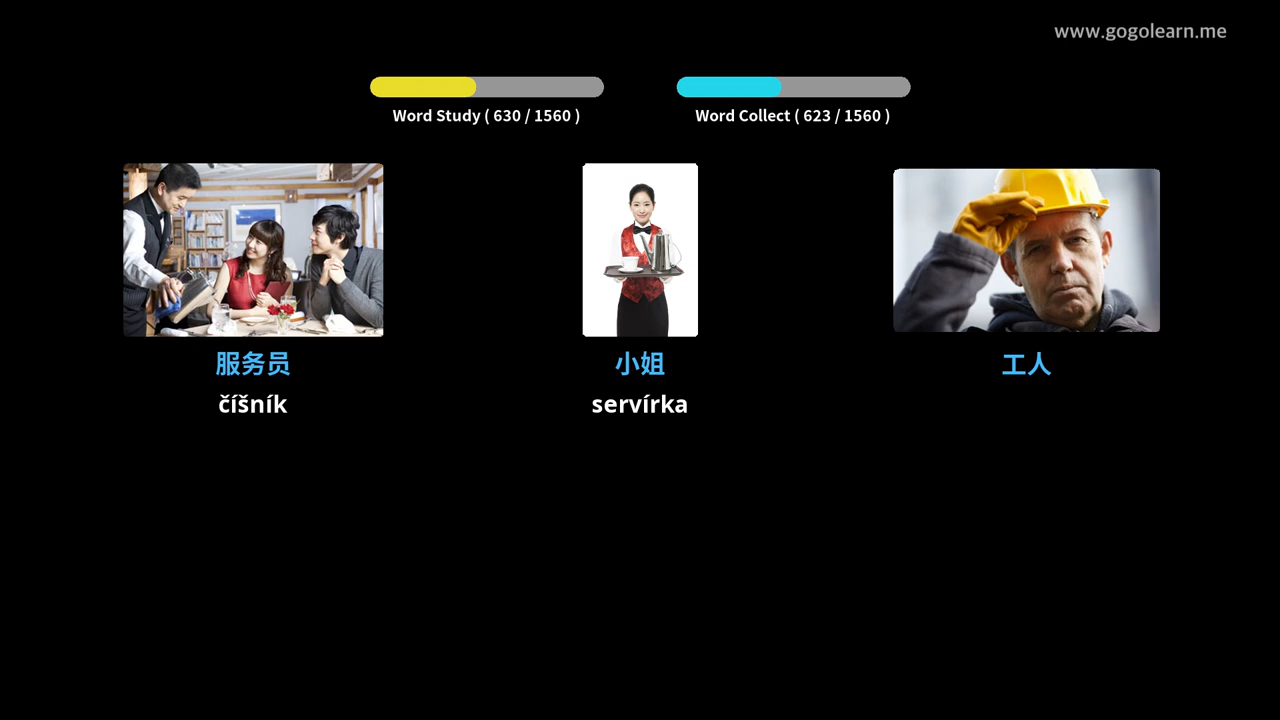 www.gogolearn.me
Word Study ( 630 / 1560 )
Word Collect ( 623 / 1560 )
服务员
小姐
工人
číšník
servírka